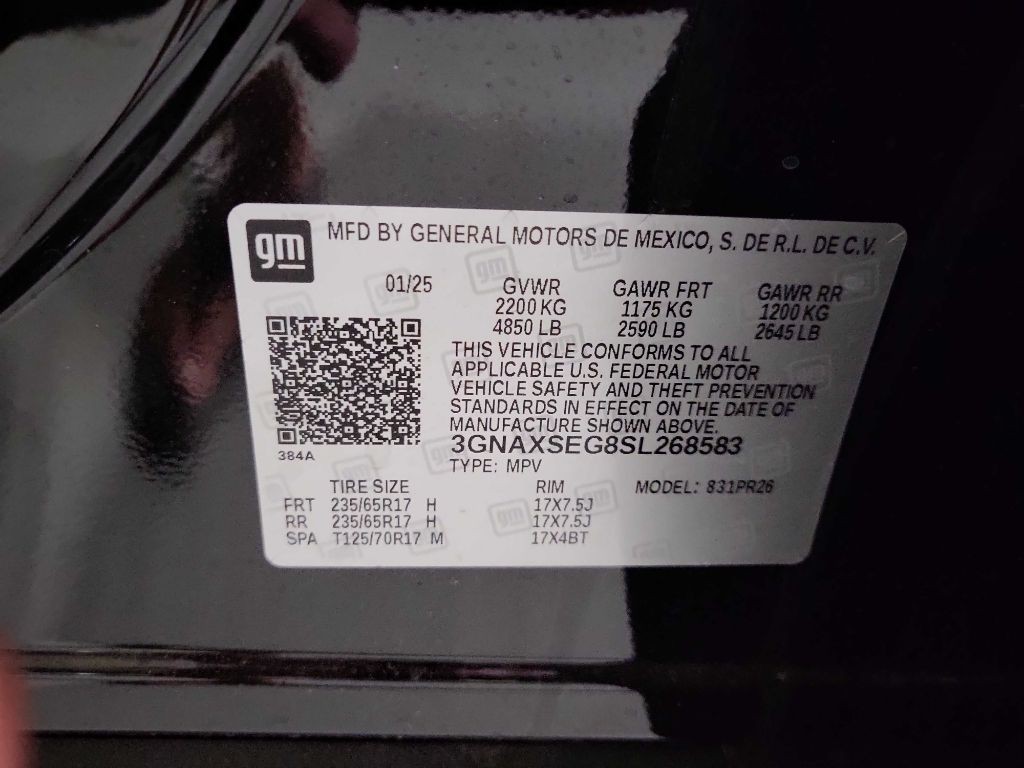 gm
MFD BY GENERAL MOTORS DE MEXICO, S. DE R.L. DE C.V.
01/25 GVWR GAWR FRT GAWR RR
2200 KG 1175 KG 1200 KG
4850 LB 2590 LB 2645 LB
THIS VEHICLE CONFORMS TO ALL
APPLICABLE U.S. FEDERAL MOTOR
VEHICLE SAFETY AND THEFT PREVENTION
STANDARDS IN EFFECT ON THE DATE OF
MANUFACTURE SHOWN ABOVE.
3GNAXSEG8SL268583
384A
TYPE: MPV
TIRE SIZE RIM MODEL: 831PR26
FRT 235/65R17 H 17X7.5J
RR 235/65R17 H 17X7.5J
SPA T125/70R17 M 17X4BT